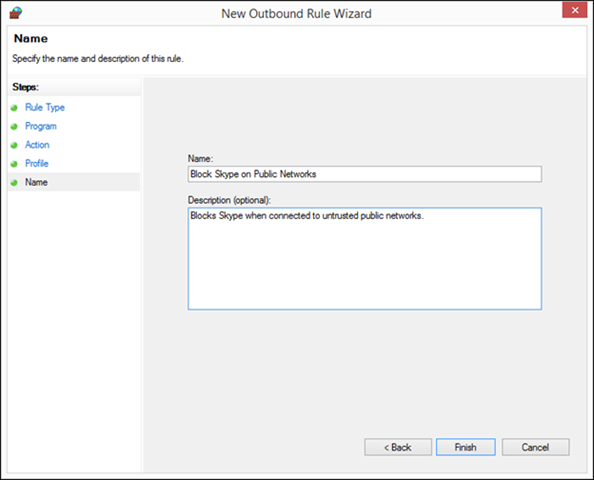 New Outbound Rule Wizard
Name
Specify the name and description of this rule.
Steps:
Rule Type
Program
Action
Profile
Name
Name:
Block Skype on Public Networks
Description (optional):
Blocks Skype when connected to untrusted public networks.
< Back
Finish
Cancel